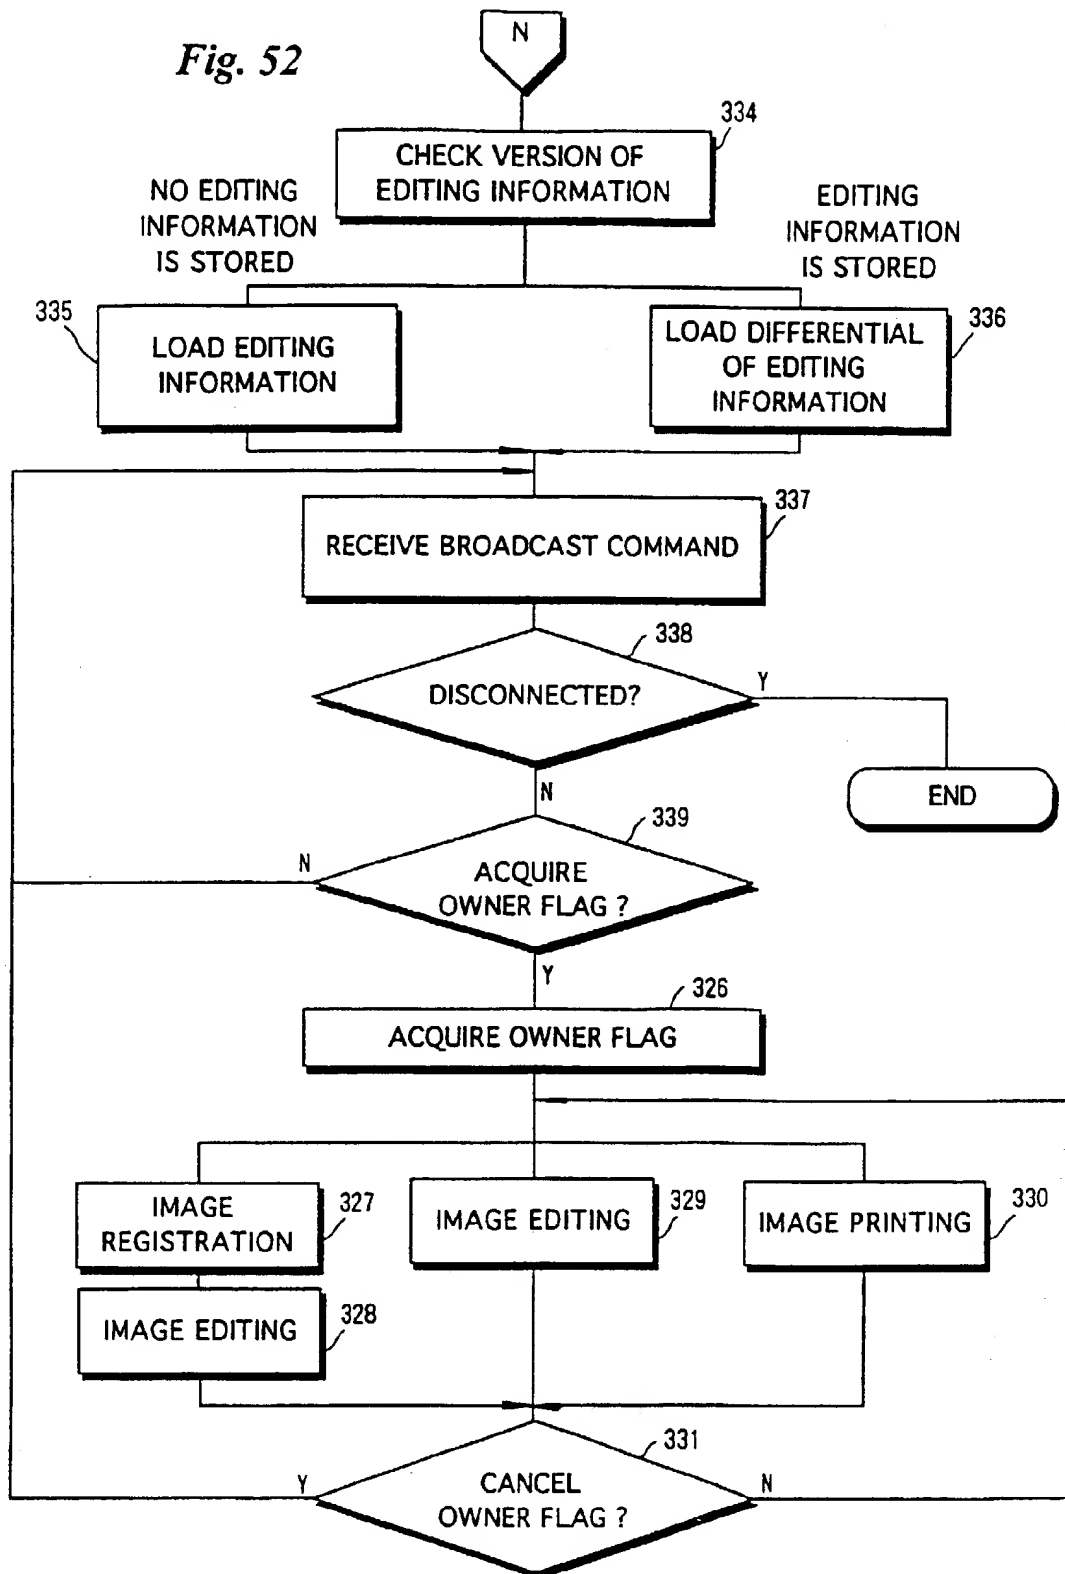 Fig. 52
N
334
CHECK VERSION OF
EDITING INFORMATION
NO EDITING
INFORMATION
IS STORED
EDITING
INFORMATION
IS STORED
335
LOAD EDITING
INFORMATION
LOAD DIFFERENTIAL
OF EDITING
INFORMATION
336
337
RECEIVE BROADCAST COMMAND
338
DISCONNECTED?
Y
N
END
339
N
ACQUIRE
OWNER FLAG ?
Y
326
ACQUIRE OWNER FLAG
IMAGE
REGISTRATION
327
IMAGE EDITING
329
IMAGE PRINTING
330
IMAGE EDITING
328
331
Y
CANCEL
OWNER FLAG ?
N